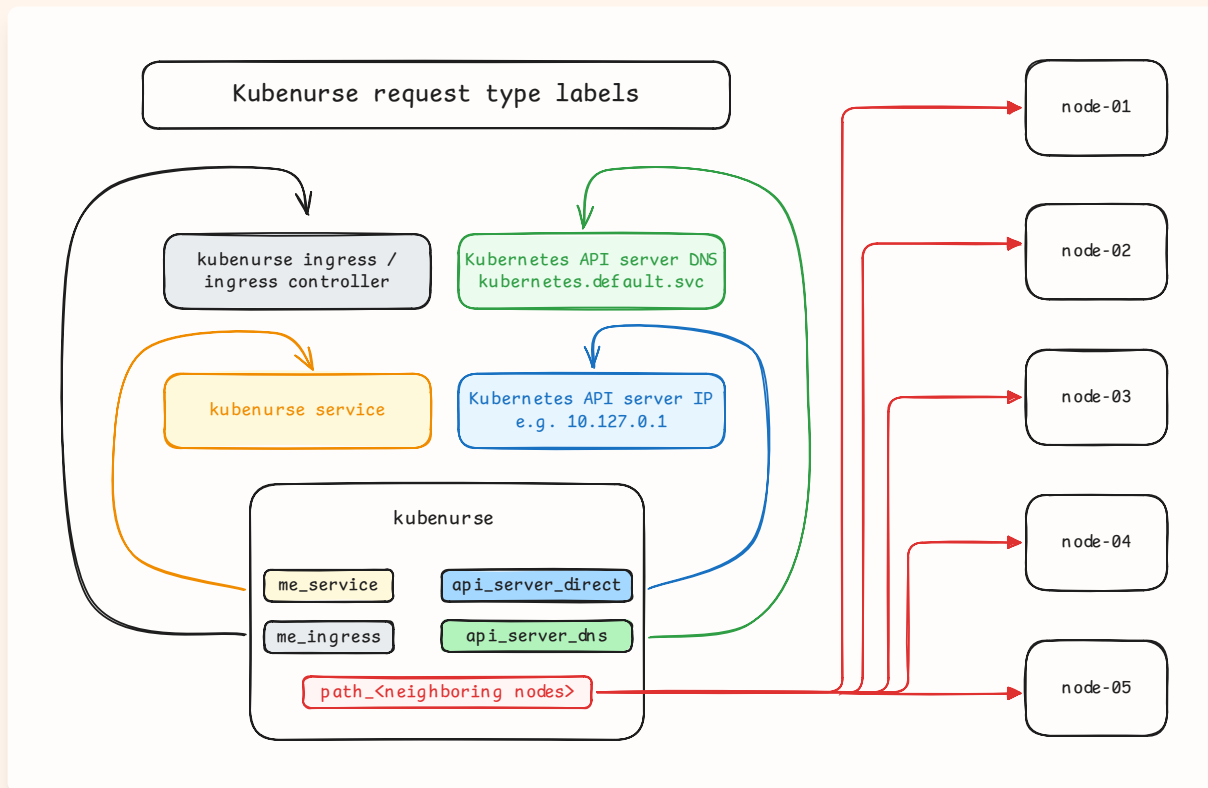 Kubenurse request type labels
kubenurse ingress /
ingress controller
Kubernetes API server DNS
kubernetes.default.svc
kubenurse service
Kubernetes API server IP
e.g. 10.127.0.1
kubenurse
me_service
api_server_direct
me_ingress
api_server_dns
path_<neighboring nodes>
node-01
node-02
node-03
node-04
node-05